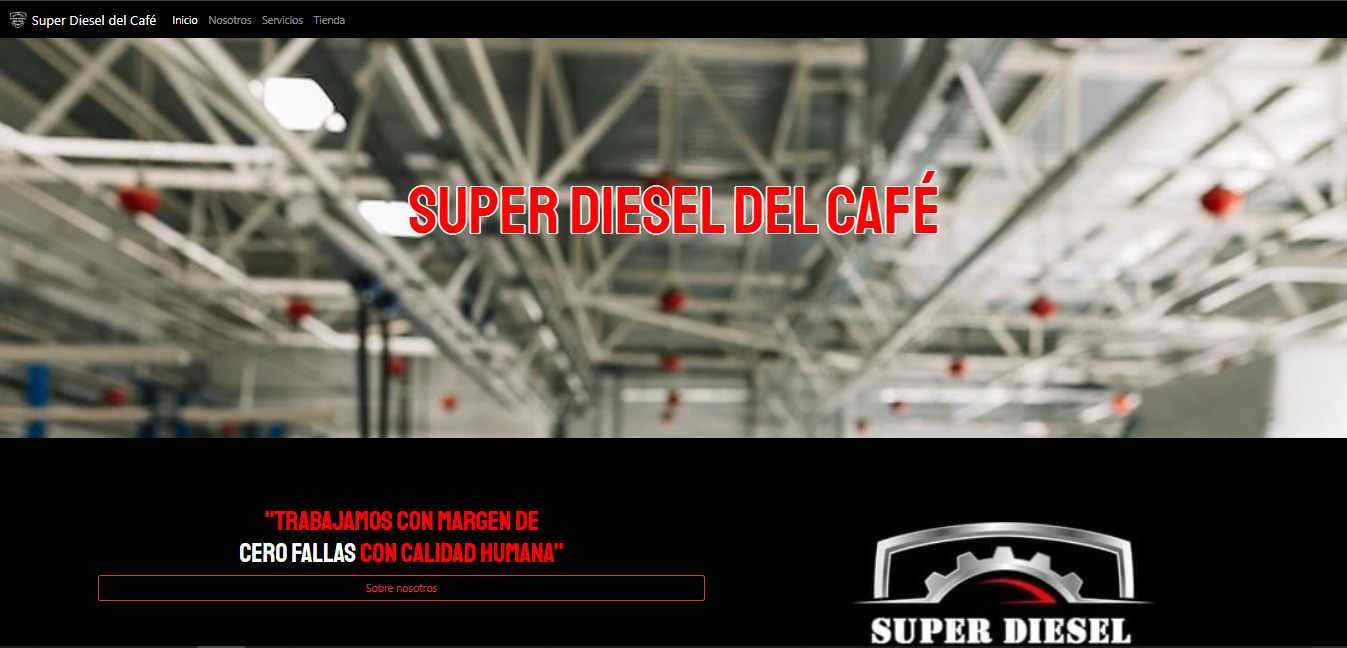 Super Diesel del Café Inicio Nosotros Servicios Tienda
SUPER DIESEL DEL CAFÉ
"TRABAJAMOS CON MARGEN DE
CERO FALLAS CON CALIDAD HUMANA"
Sobre nosotros
SUPER DIESEL